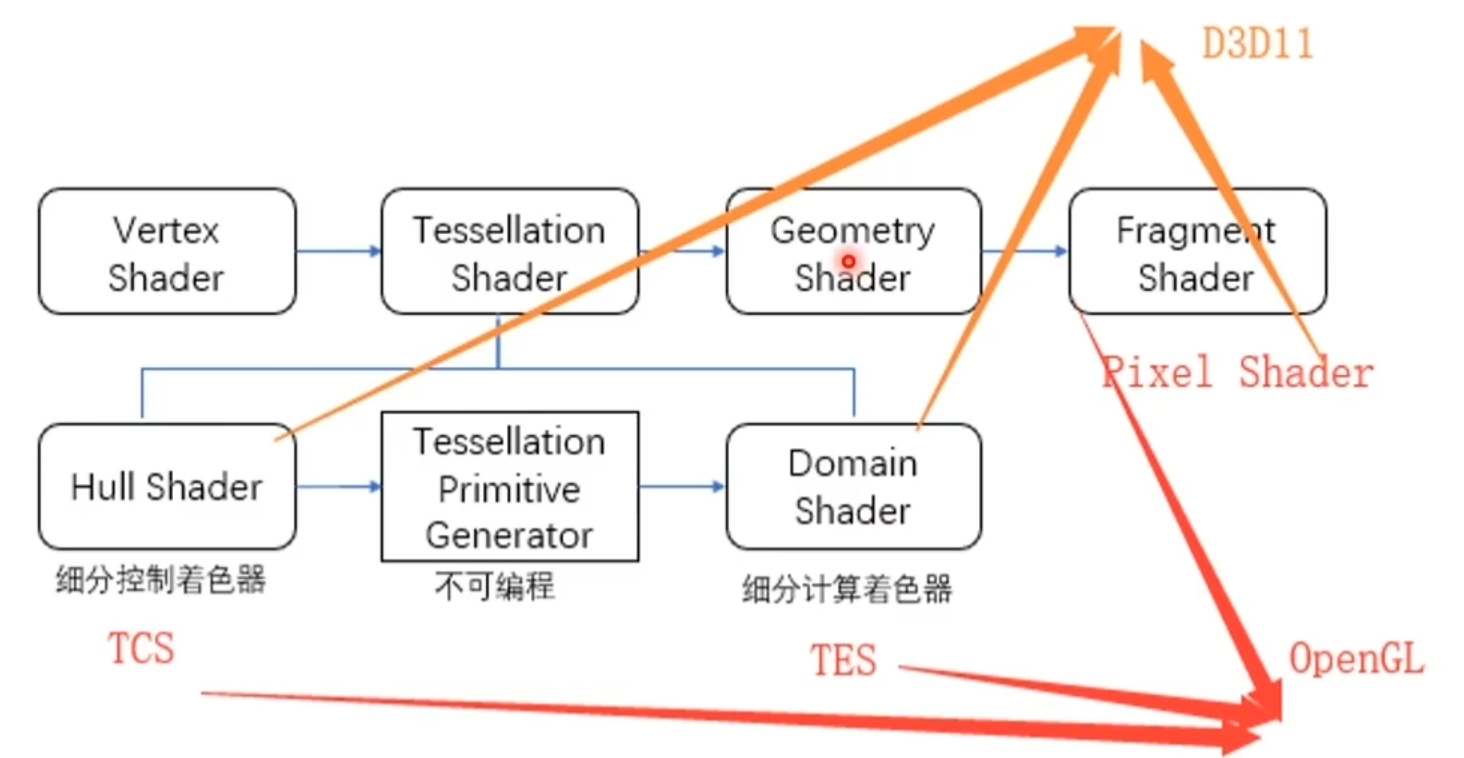 D3D11
Vertex
Shader
Tessellation
Shader
Geometry
Shader
Fragment
Shader
Pixel Shader
Hull Shader
Tessellation
Primitive
Generator
Domain
Shader
细分控制着色器
不可编程
细分计算着色器
TCS
TES
OpenGL